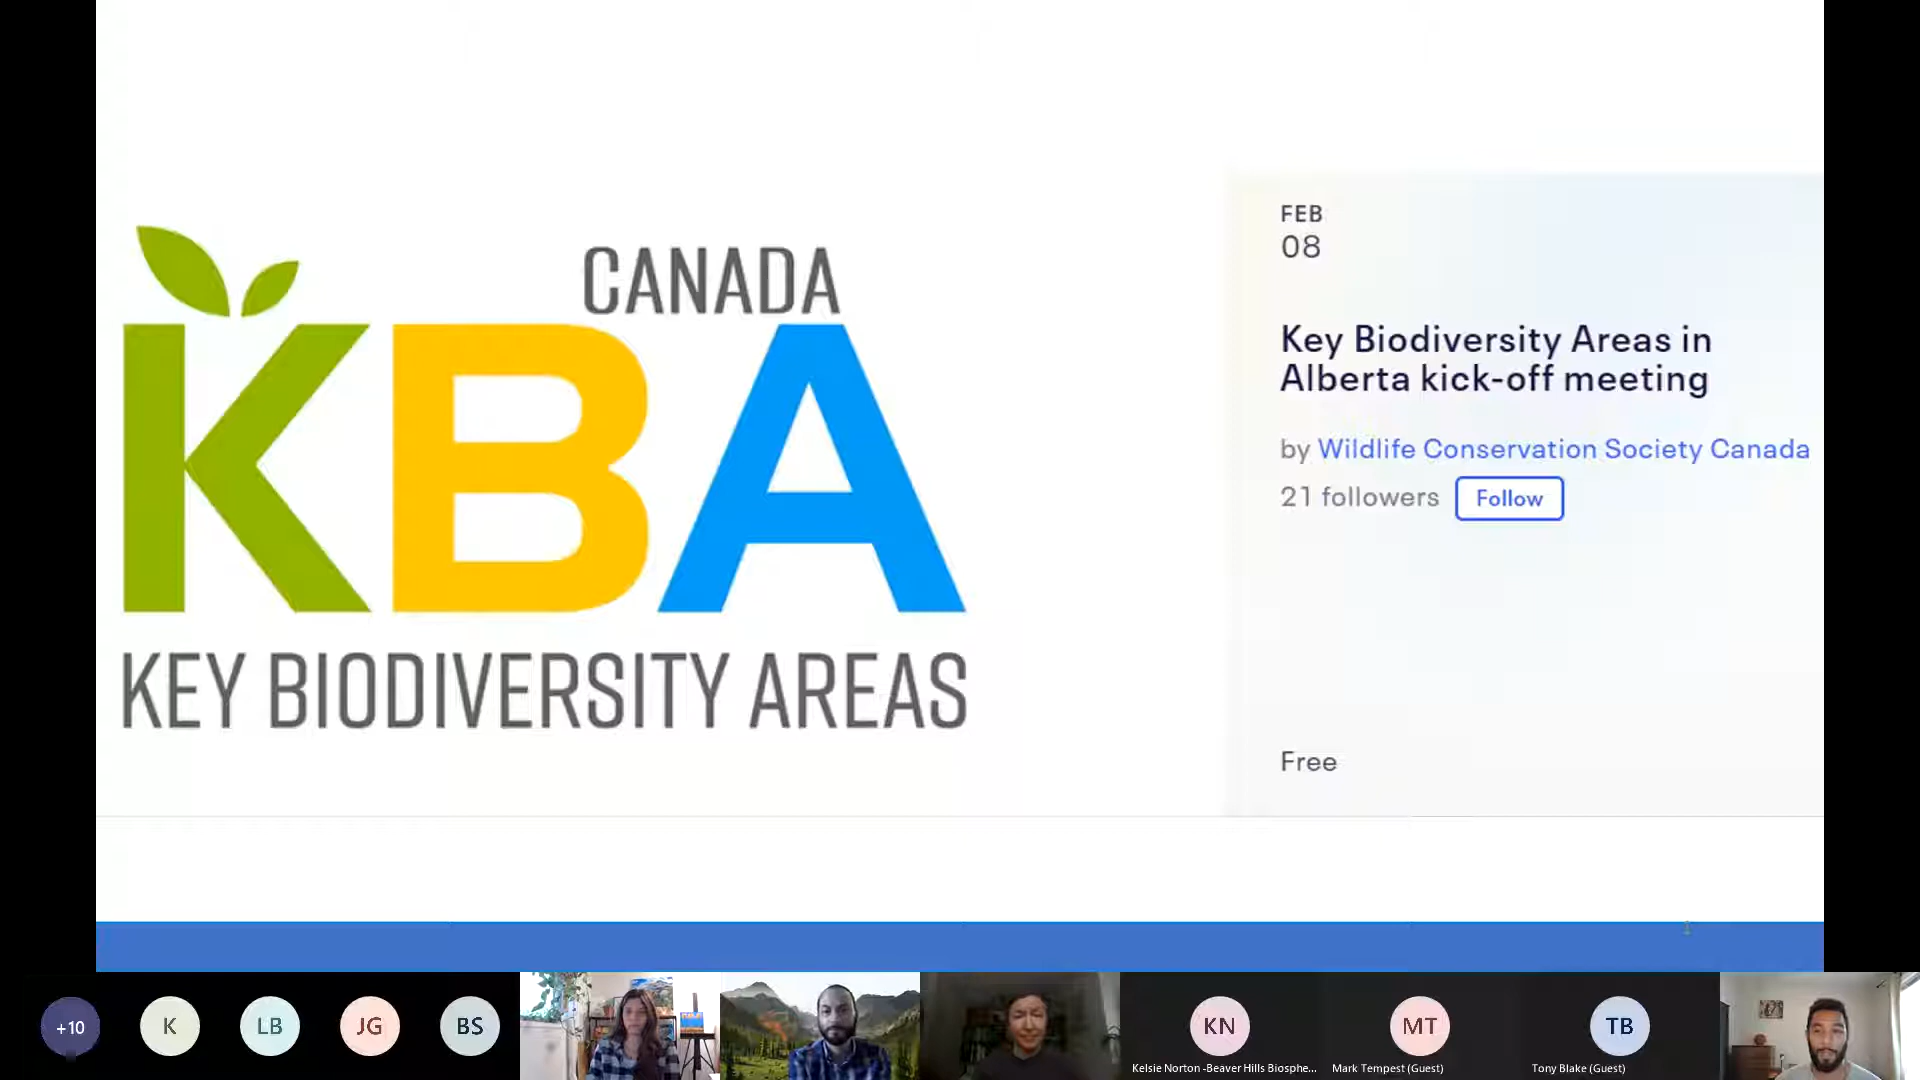 CANADA
KBA
KEY BIODIVERSITY AREAS
FEB
08
Key Biodiversity Areas in
Alberta kick-off meeting
by Wildlife Conservation Society Canada
21 followers Follow
Free
+10
K
LB
JG
BS
KN
MT
TB
Kelsie Norton -Beaver Hills Biosphe...
Mark Tempest (Guest)
Tony Blake (Guest)